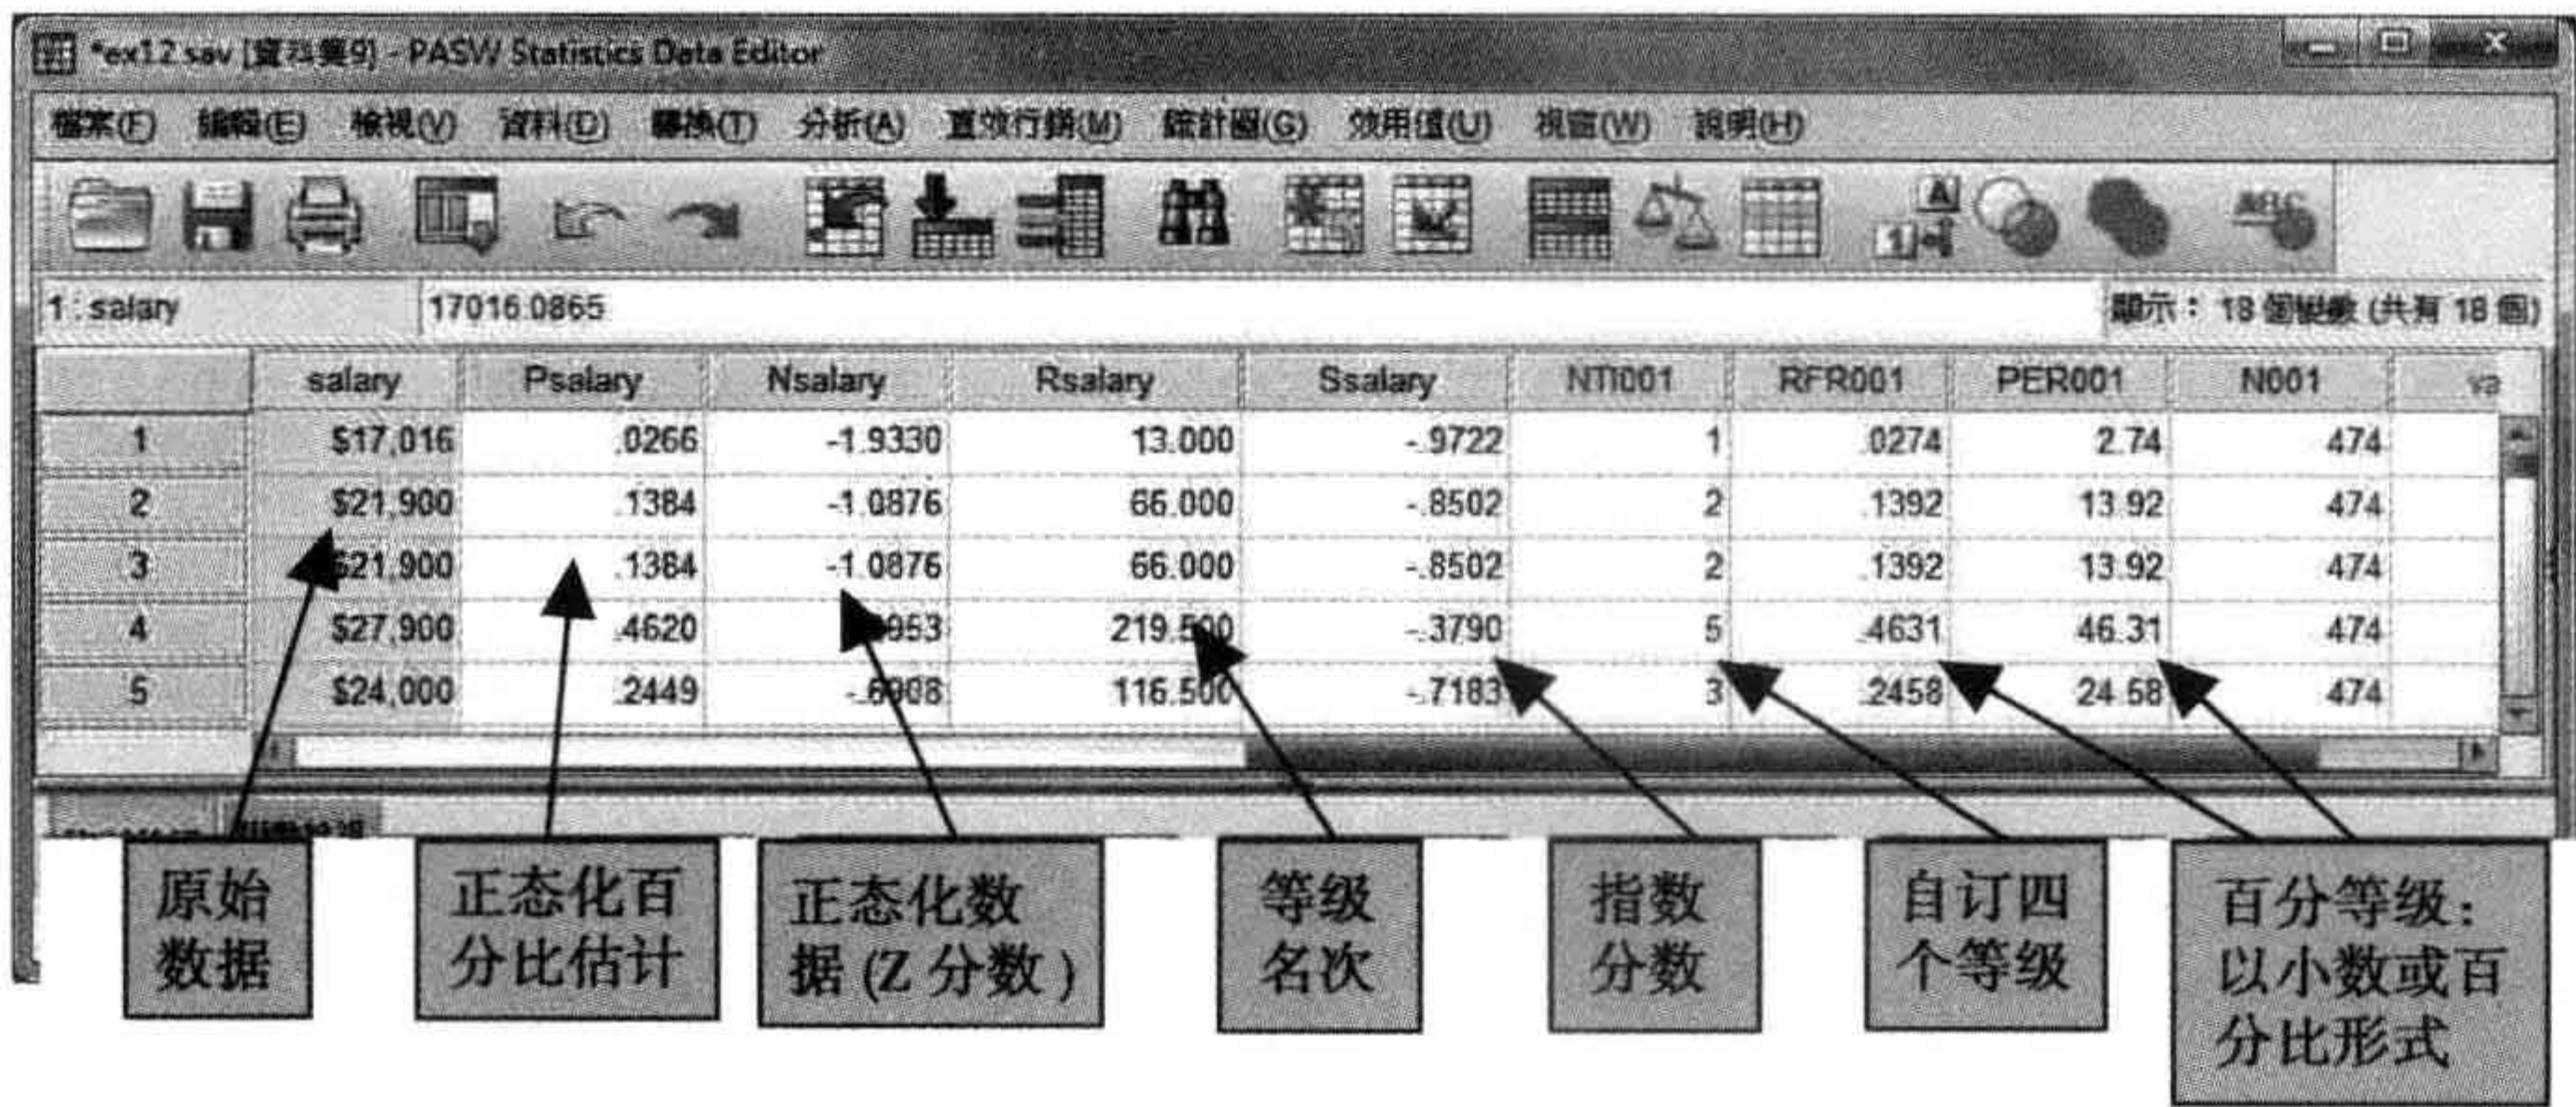 *ex12.sav [資料集9] - PASW Statistics Data Editor
檔案(F) 編輯(E) 檢視(V) 資料(D) 轉換(T) 分析(A) 直效行銷(M) 統計圖(G) 效用值(U) 視窗(W) 說明(H)
1 : salary 17016.0865 顯示： 18 個變數 (共有 18 個)
salary Psalary Nsalary Rsalary Ssalary NTI001 RFR001 PER001 N001 va
1 $17,016 .0266 -1.9330 13.000 -.9722 1 .0274 2.74 474
2 $21,900 .1384 -1.0876 66.000 -.8502 2 .1392 13.92 474
3 $21,900 .1384 -1.0876 66.000 -.8502 2 .1392 13.92 474
4 $27,900 .4620 219.500 -.3790 5 .4631 46.31 474
5 $24,000 .2449 116.500 -.7183 3 .2458 24.58 474
原始
数据
正态化百
分比估计
正态化数
据 (Z 分数 )
等级
名次
指数
分数
自订四
个等级
百分等级：
以小数或百
分比形式